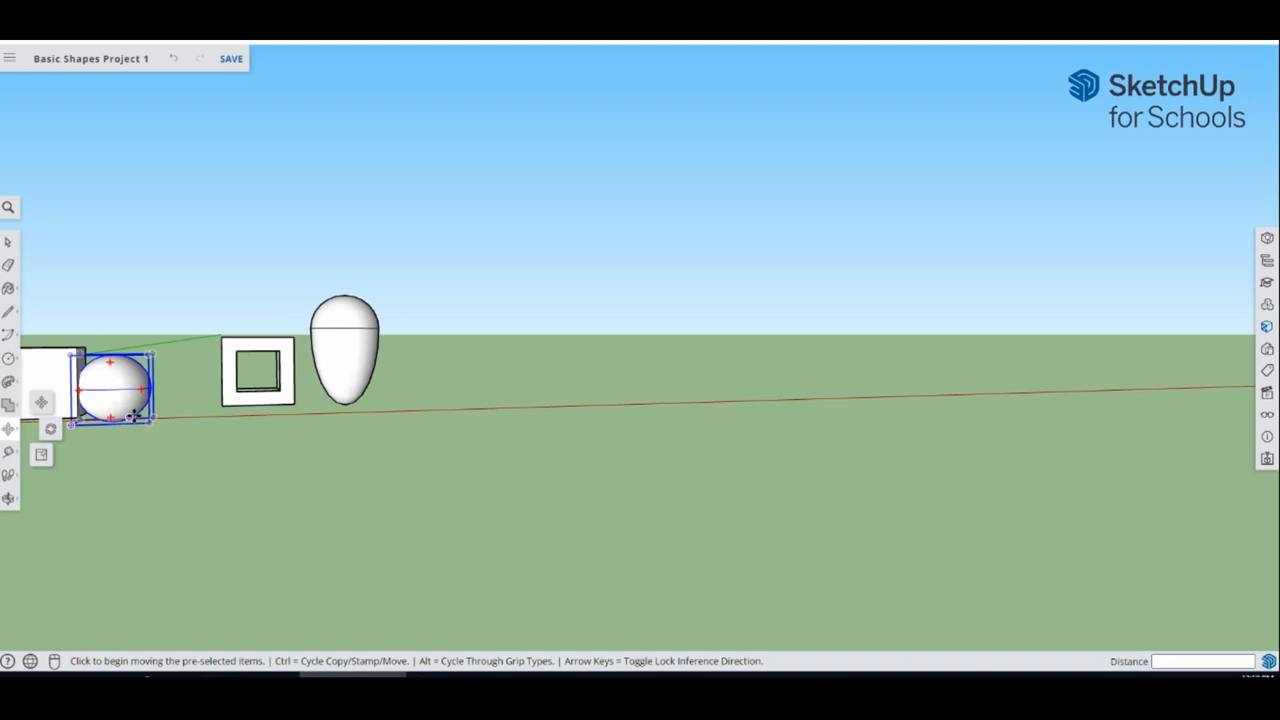 Basic Shapes Project 1
SAVE
SketchUp
for Schools
Click to begin moving the pre-selected items. | Ctrl = Cycle Copy/Stamp/Move. | Alt = Cycle Through Grip Types. | Arrow Keys = Toggle Lock Inference Direction.
Distance